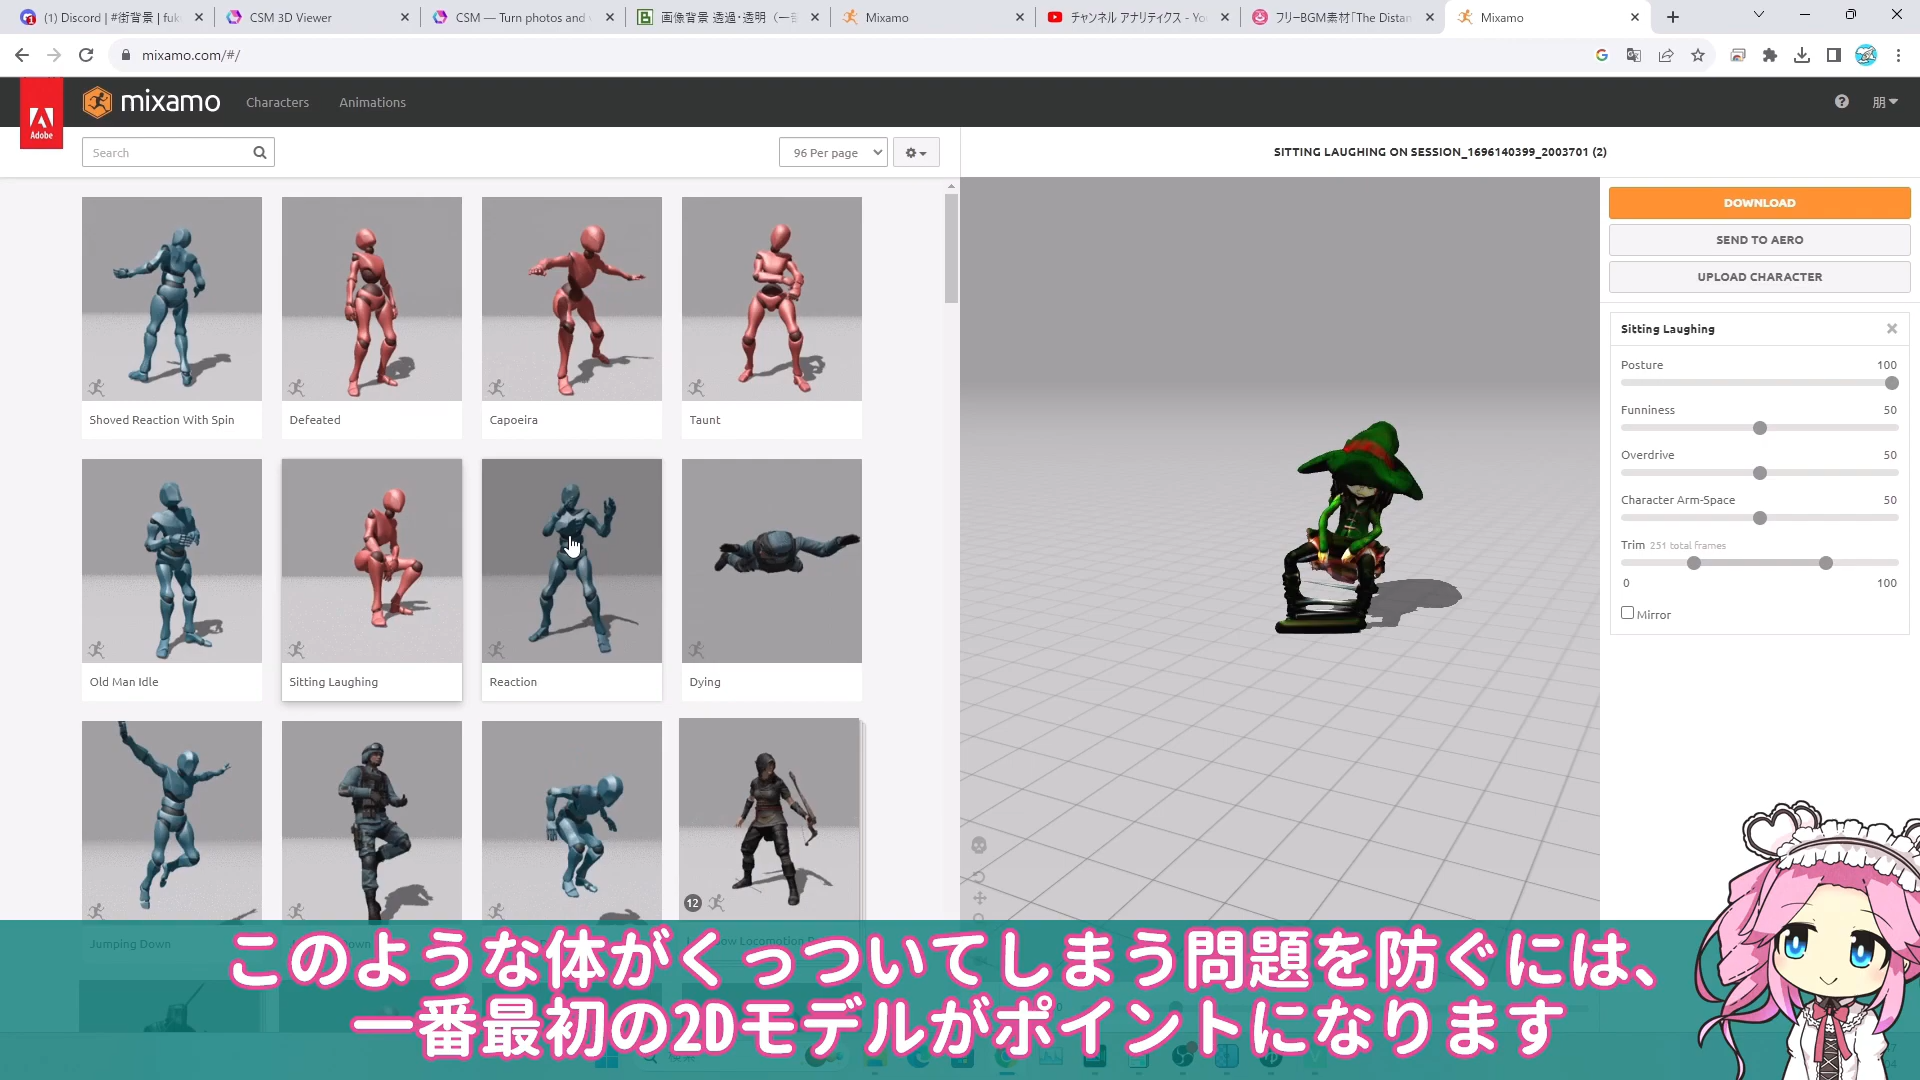 (1) Discord | #街背景 | fuk
CSM 3D Viewer
CSM — Turn photos and
画像背景 透過・透明（一
Mixamo
チャンネル アナリティクス - Yo
フリーBGM素材「The Distan
Mixamo
mixamo.com/#/
Adobe
mixamo
Characters
Animations
朋
Search
96 Per page
SITTING LAUGHING ON SESSION_1696140399_2003701 (2)
DOWNLOAD
SEND TO AERO
UPLOAD CHARACTER
Sitting Laughing
Posture 100
Funniness 50
Overdrive 50
Character Arm-Space 50
Trim 251 total frames
0 100
Mirror
Shoved Reaction With Spin
Defeated
Capoeira
Taunt
Old Man Idle
Sitting Laughing
Reaction
Dying
12
Jumping Down
このような体がくっついてしまう問題を防ぐには、
一番最初の2Dモデルがポイントになります